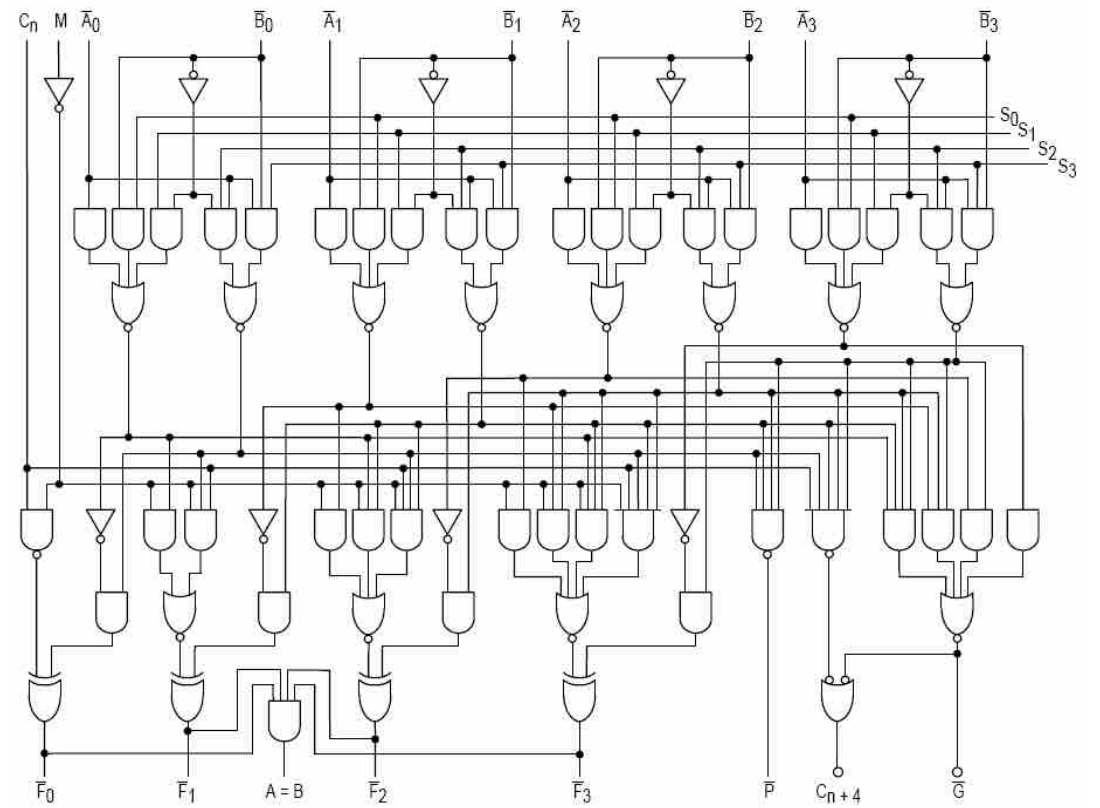 Cn M A̅0 B̅0 A̅1 B̅1 A̅2 B̅2 A̅3 B̅3
S0
S1
S2
S3
F̅0 F̅1 A = B F̅2 F̅3 P̅ Cn + 4 G̅